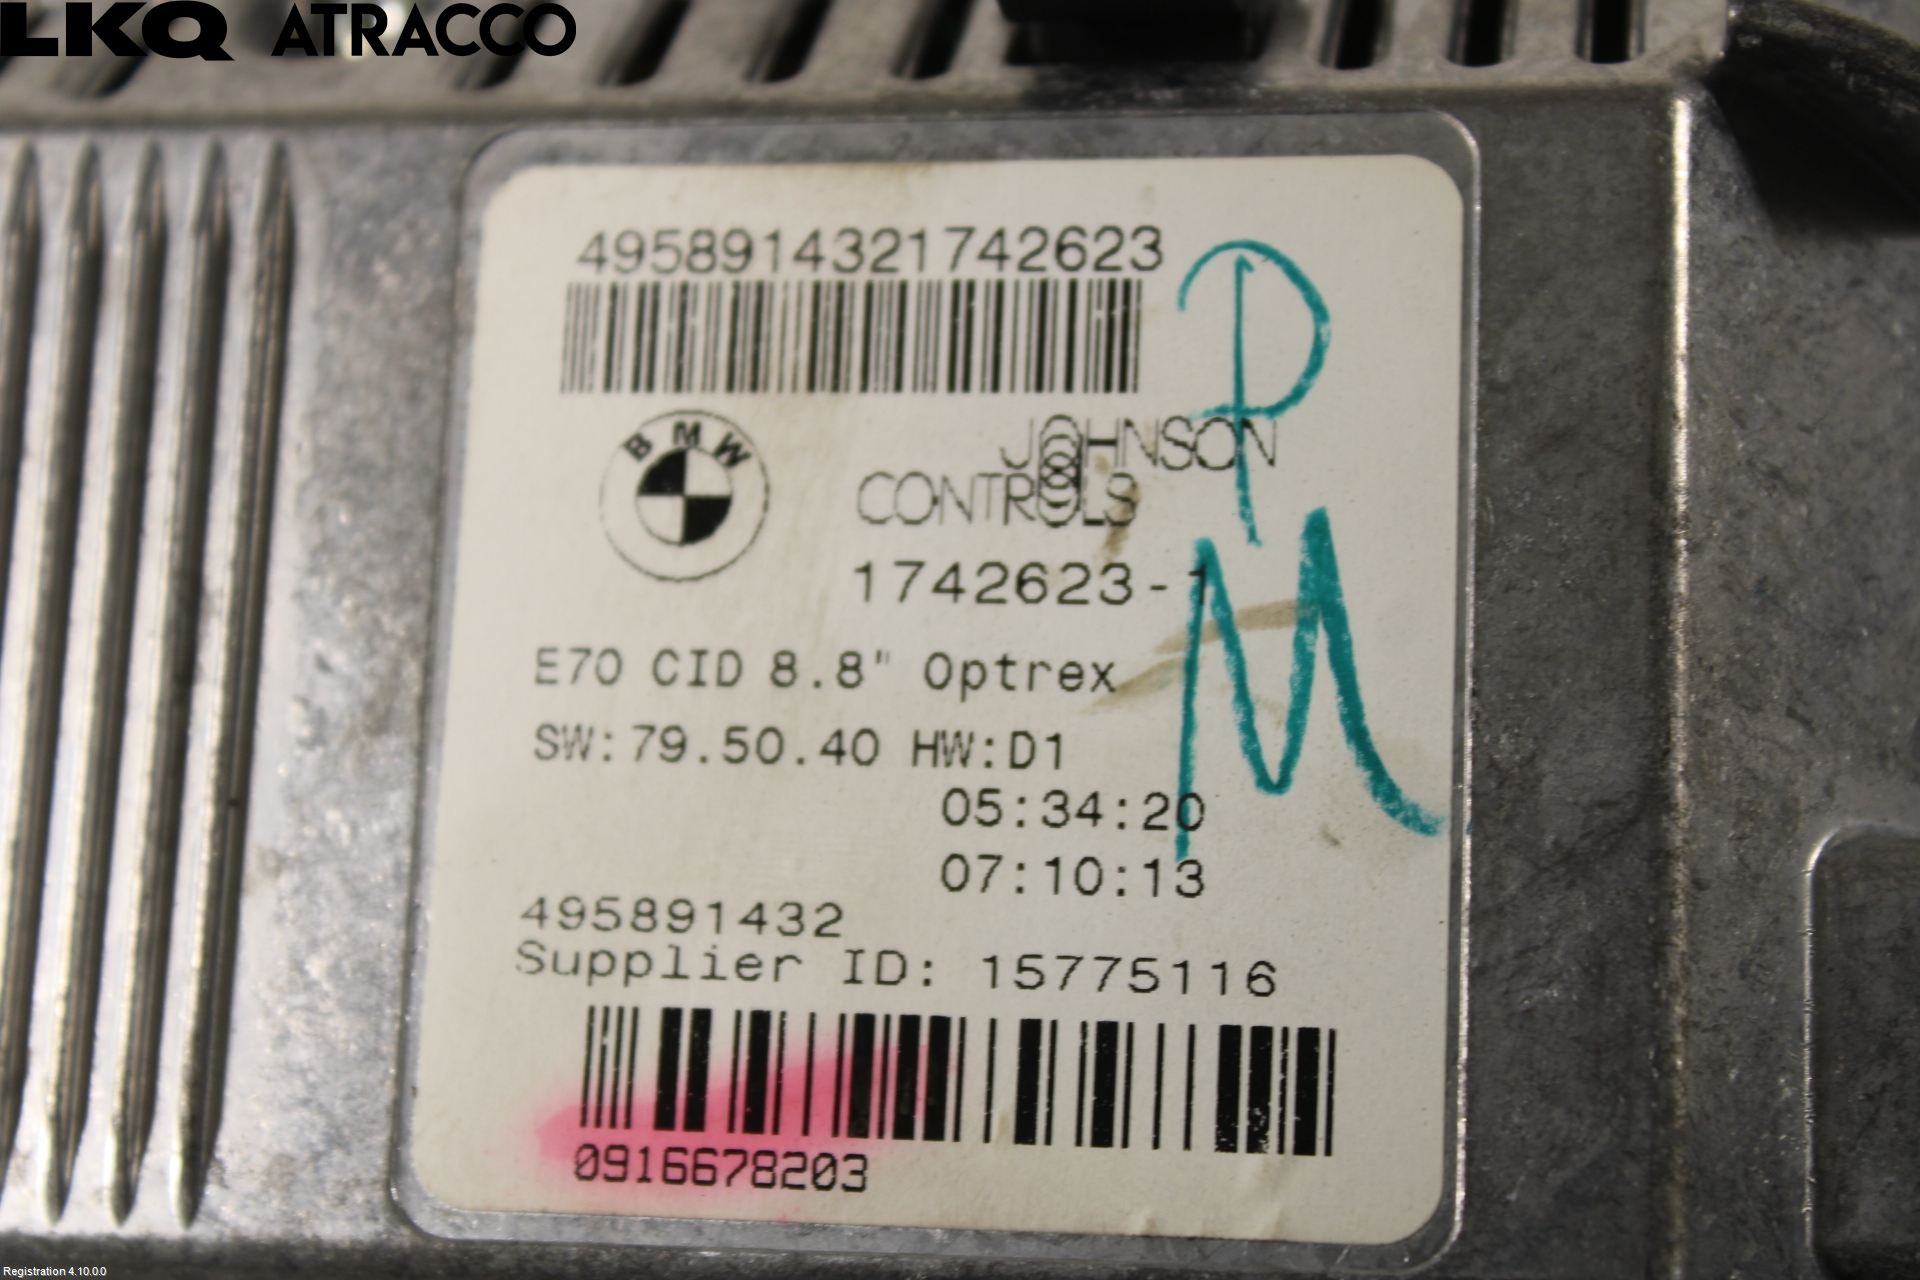 LKQ ATRACCO
4958914321742623
P
BMW
JOHNSON
CONTROLS
1742623-1
M
E70 CID 8.8" Optrex
SW:79.50.40 HW:D1
05:34:20
07:10:13
495891432
Supplier ID: 15775116
0916678203
Registration 4.10.0.0